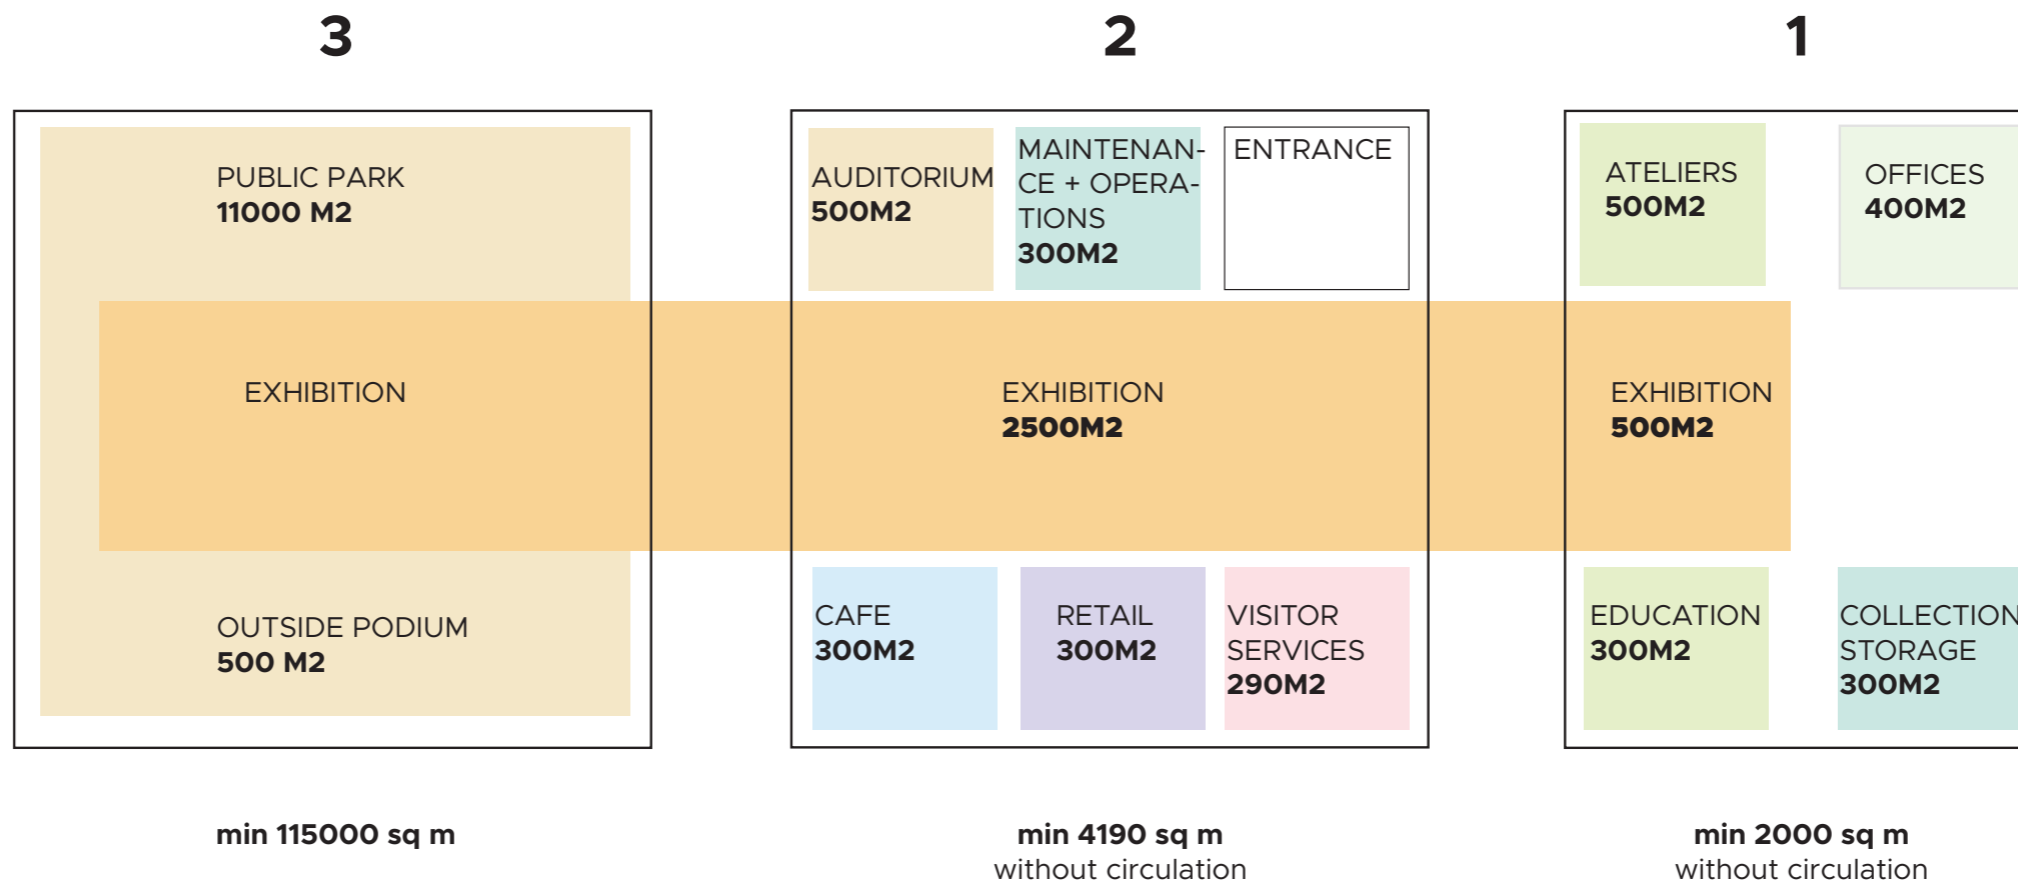 3
PUBLIC PARK
11000 M2
EXHIBITION
OUTSIDE PODIUM
500 M2
min 115000 sq m
2
AUDITORIUM
500M2
MAINTENAN-
CE + OPERA-
TIONS
300M2
ENTRANCE
EXHIBITION
2500M2
CAFE
300M2
RETAIL
300M2
VISITOR
SERVICES
290M2
min 4190 sq m
without circulation
1
ATELIERS
500M2
OFFICES
400M2
EXHIBITION
500M2
EDUCATION
300M2
COLLECTION
STORAGE
300M2
min 2000 sq m
without circulation